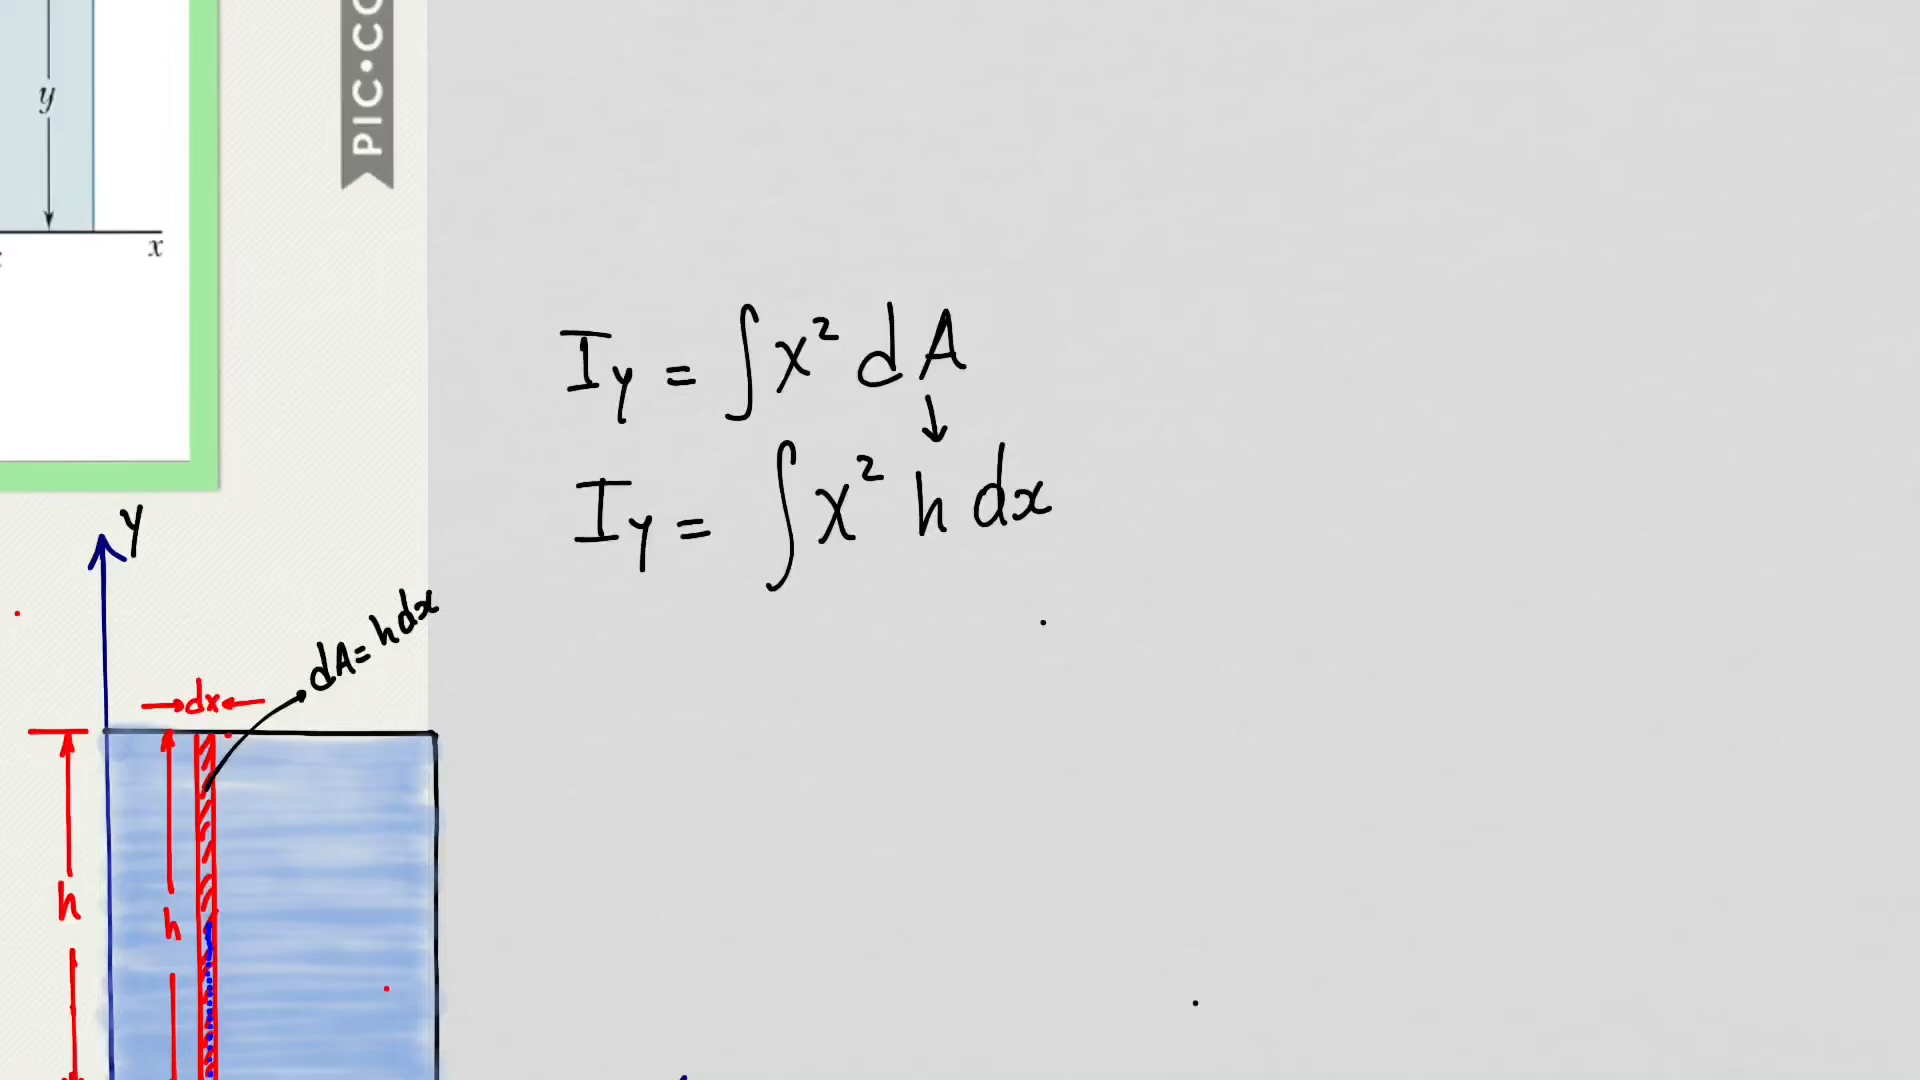 PIC•CO
y
x
Iy = ∫x² dA
↓
Iy = ∫x² h dx
y
dA = hdx
→dx←
h
h